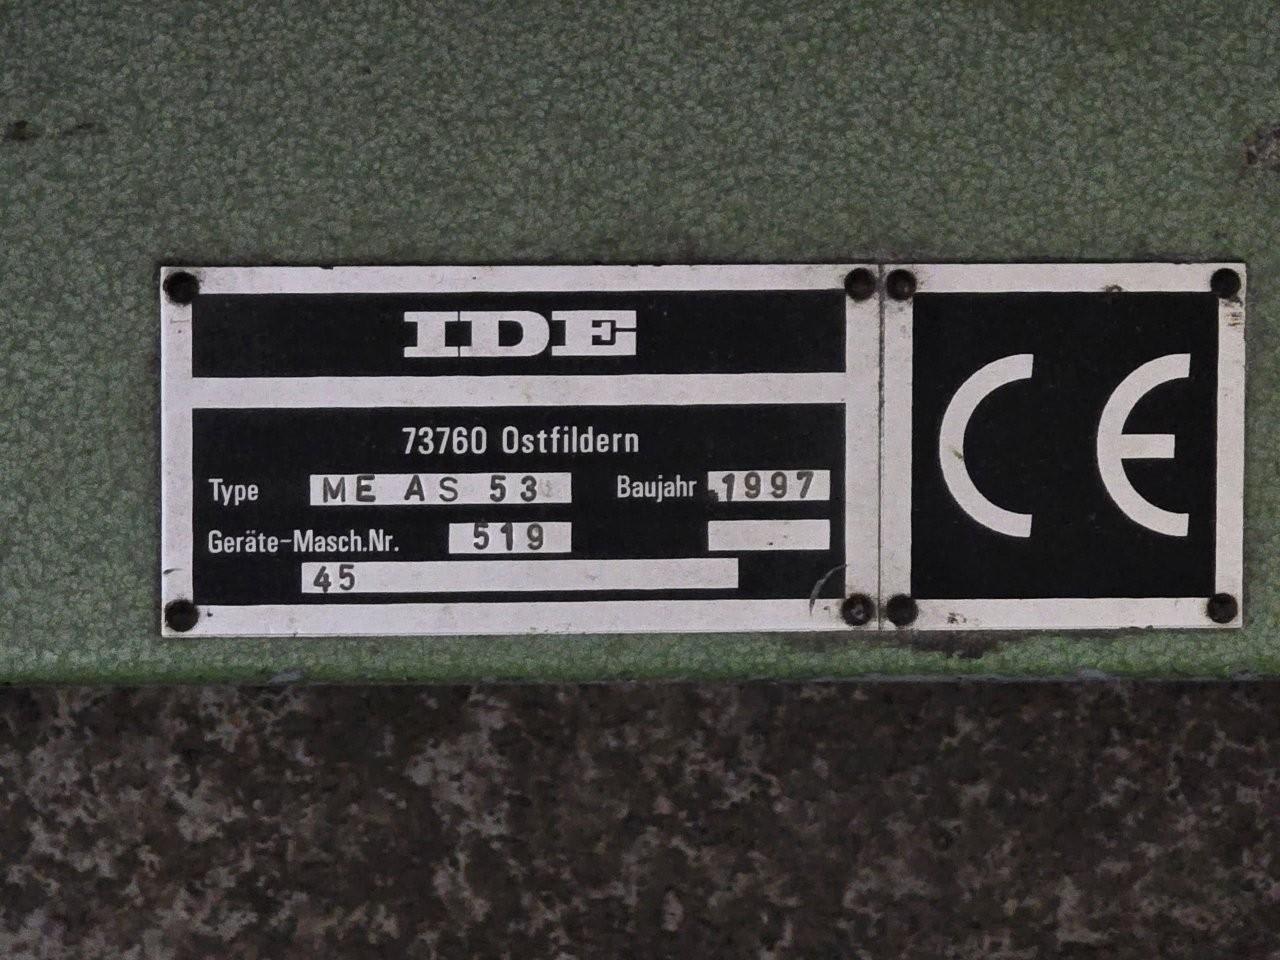 IDE
73760 Ostfildern
Type ME AS 53 Baujahr 1997
Geräte-Masch.Nr. 519
45
CE